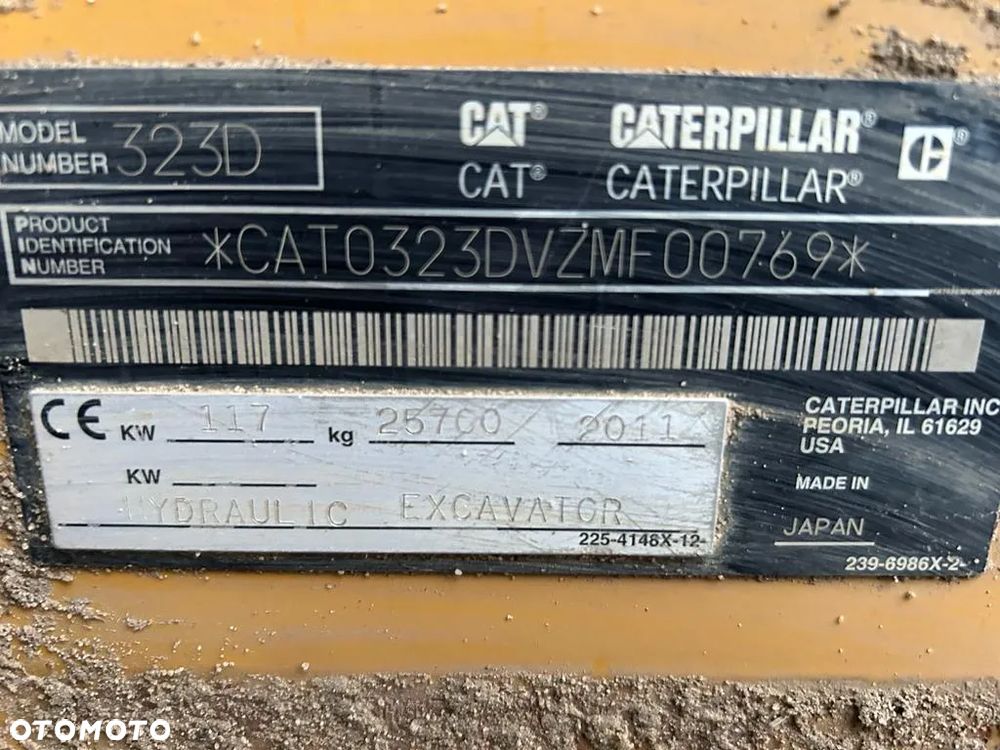 MODEL
NUMBER 323D
CAT® CATERPILLAR®
CAT® CATERPILLAR®
PRODUCT
IDENTIFICATION
NUMBER
*CAT0323DVZMF00769*
CE KW 117 kg 25700 2011
KW
HYDRAULIC EXCAVATOR
225-4148X-12-
CATERPILLAR INC
PEORIA, IL 61629
USA
MADE IN
JAPAN
239-6986X-2-
OTOMOTO